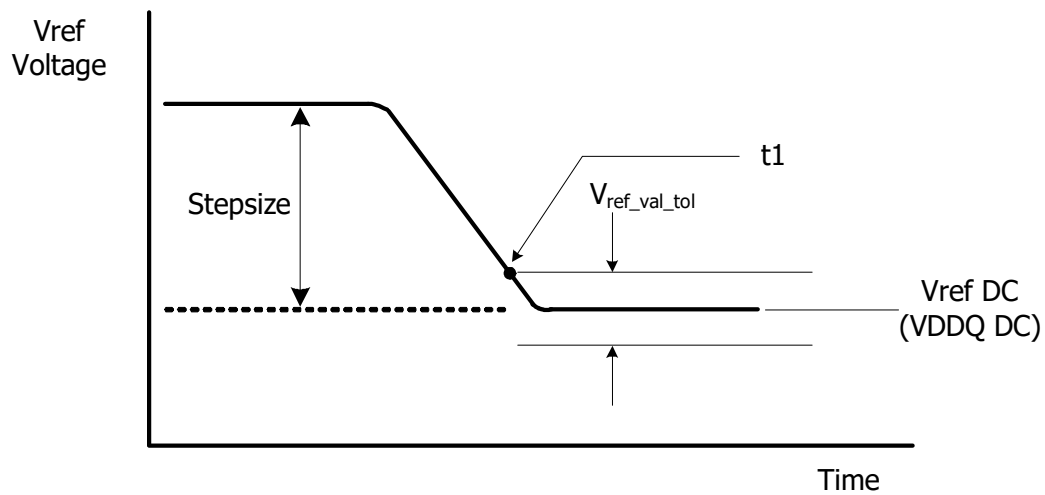 Vref
Voltage
t1
Stepsize
Vref_val_tol
Vref DC
(VDDQ DC)
Time